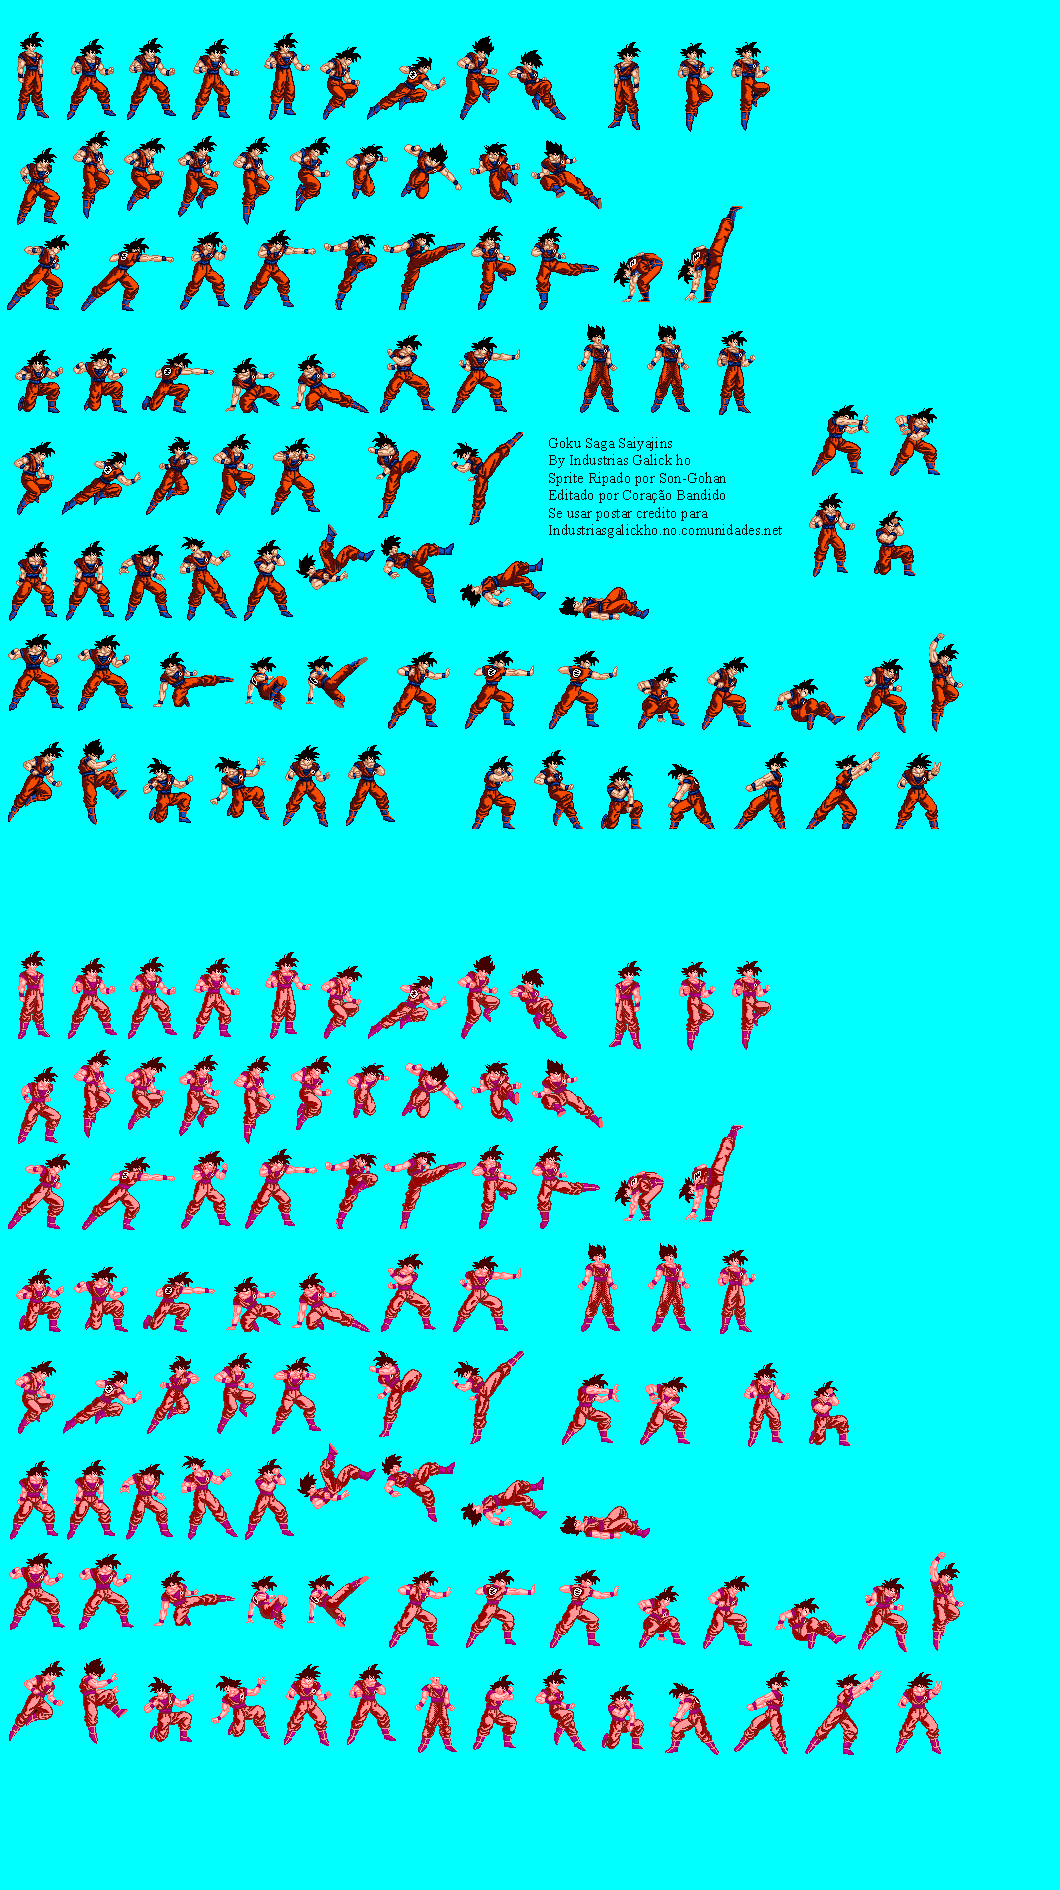 Goku Saga Saiyajins
By Industrias Galick ho
Sprite Ripado por Son-Gohan
Editado por Coração Bandido
Se usar postar credito para
Industriasgalickho.no.comunidades.net